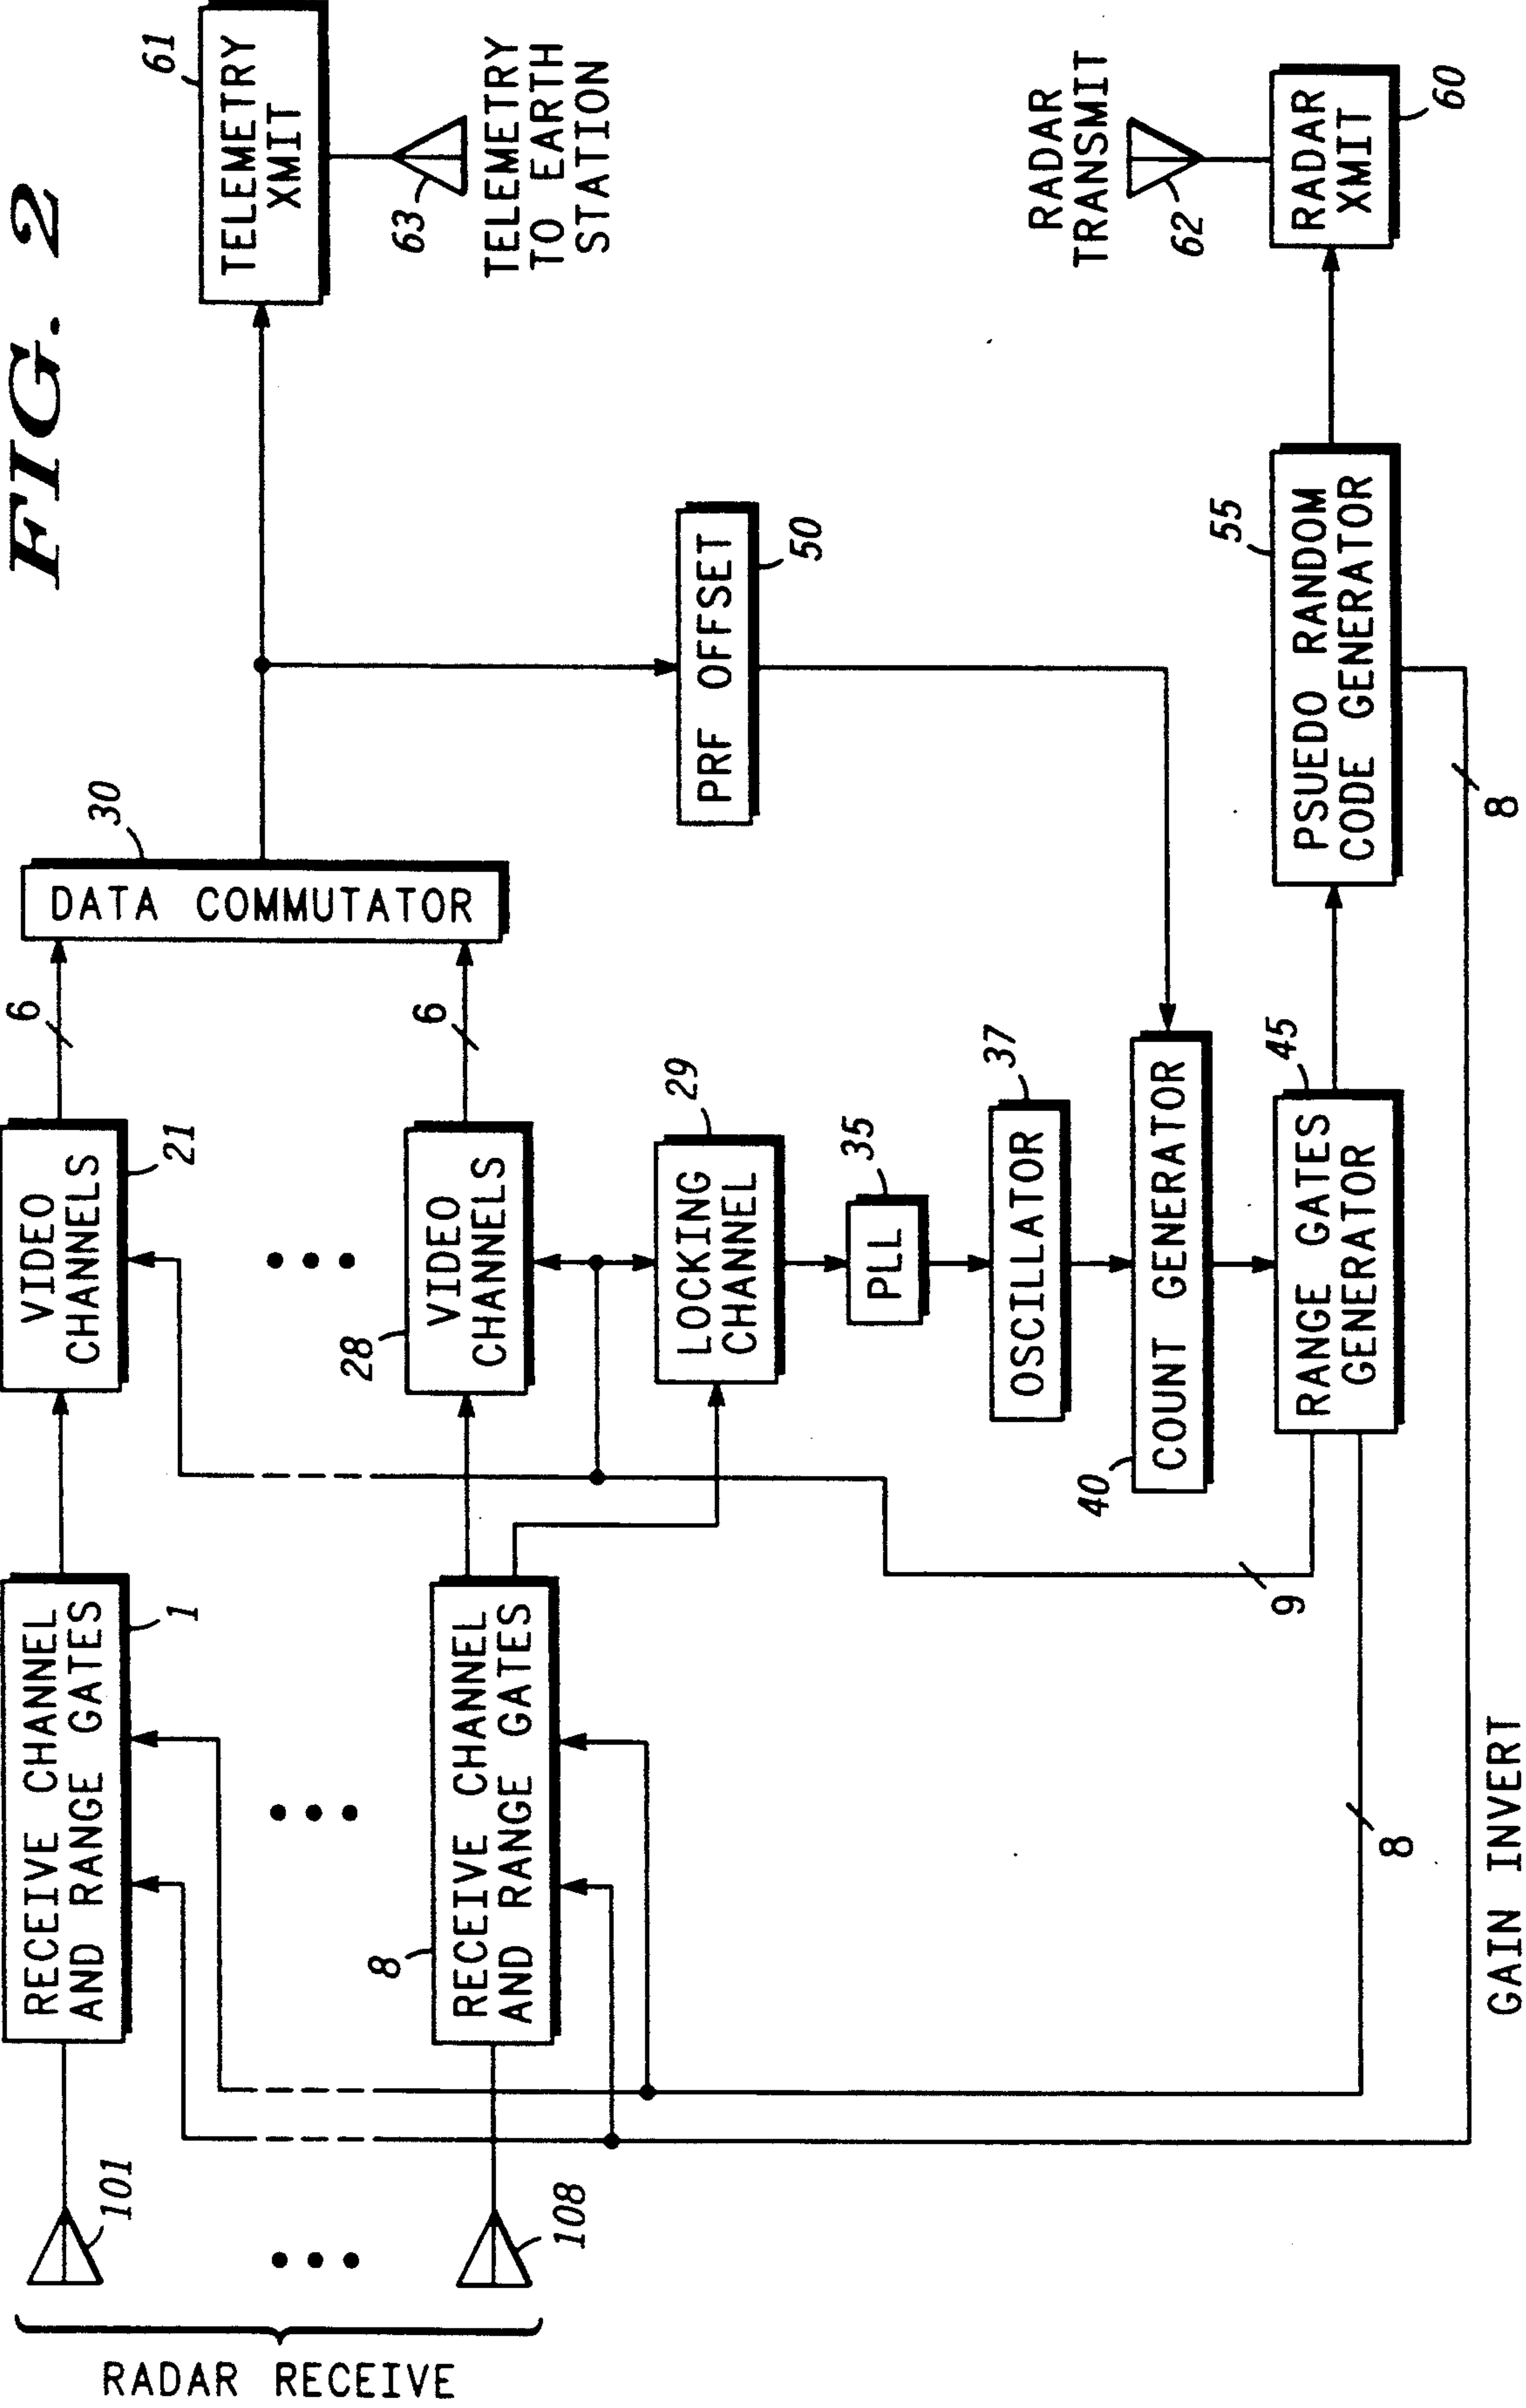 FIG. 2
RADAR RECEIVE
101
108
RECEIVE CHANNEL
AND RANGE GATES
1
RECEIVE CHANNEL
AND RANGE GATES
8
VIDEO
CHANNELS
21
VIDEO
CHANNELS
28
6
6
DATA COMMUTATOR
30
TELEMETRY
XMIT
61
63
TELEMETRY
TO EARTH
STATION
LOCKING
CHANNEL
29
PLL
35
OSCILLATOR
37
COUNT GENERATOR
40
PRF OFFSET
50
RANGE GATES
GENERATOR
45
PSUEDO RANDOM
CODE GENERATOR
55
RADAR
XMIT
60
62
RADAR
TRANSMIT
9
8
8
GAIN INVERT